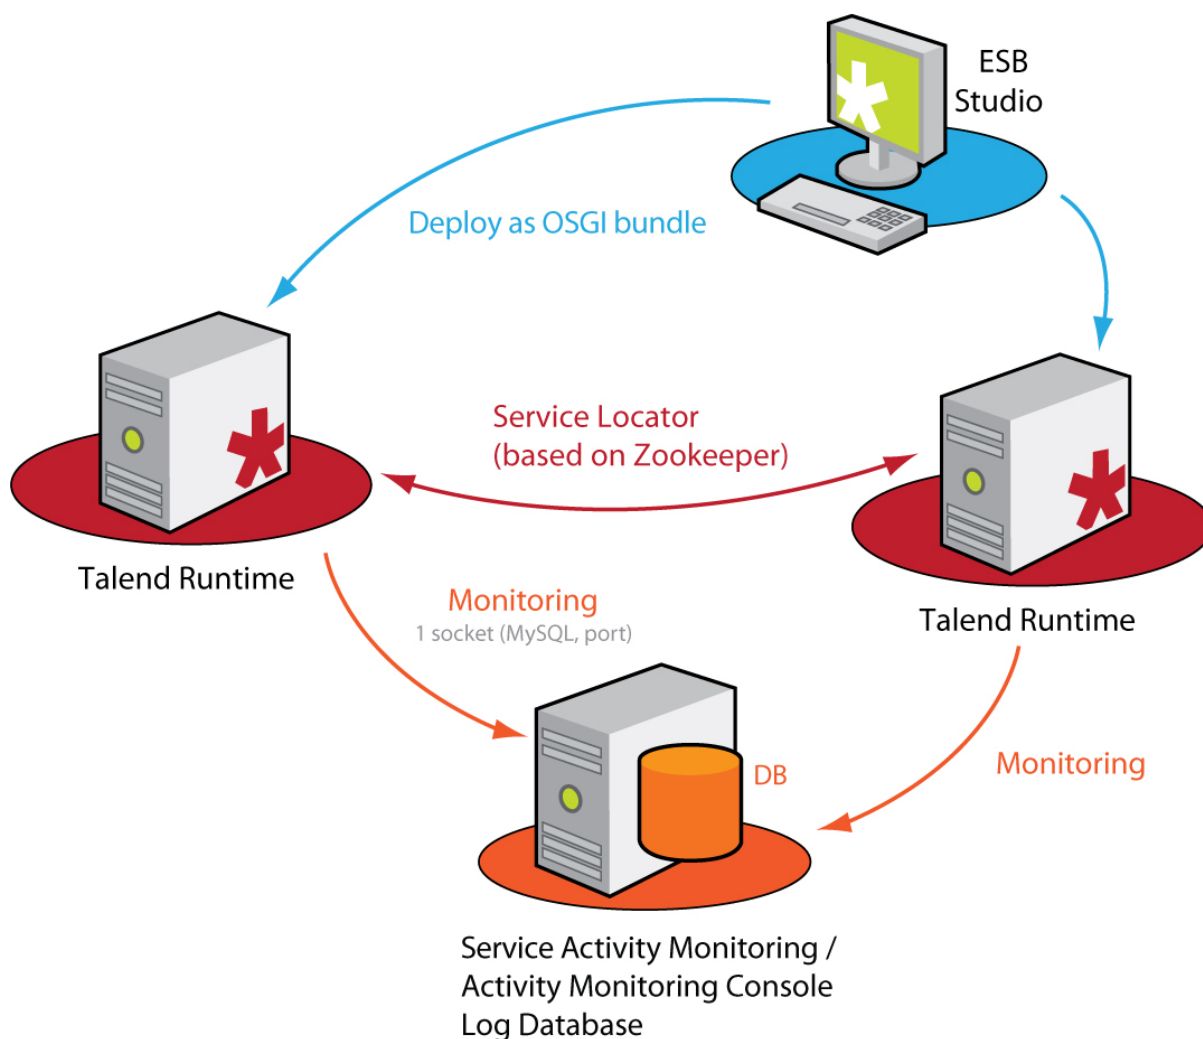 ESB
Studio
Deploy as OSGI bundle
Service Locator
(based on Zookeeper)
Talend Runtime
Monitoring
1 socket (MySQL, port)
Talend Runtime
DB
Monitoring
Service Activity Monitoring /
Activity Monitoring Console
Log Database